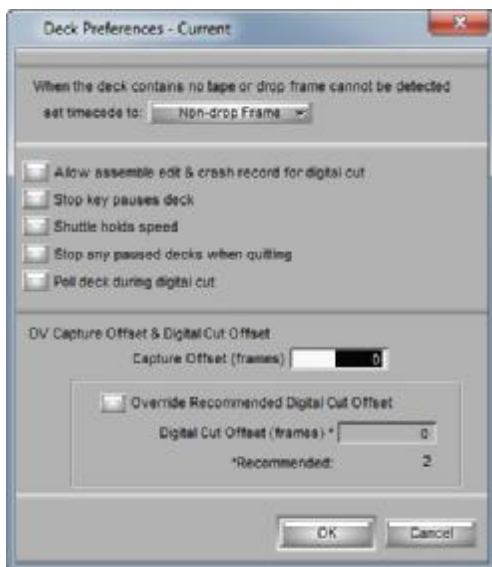 Deck Preferences - Current
When the deck contains no tape or drop frame cannot be detected
set timecode to: Non-drop Frame
Allow assemble edit & crash record for digital cut
Stop key pauses deck
Shuttle holds speed
Stop any paused decks when quitting
Poll deck during digital cut
DV Capture Offset & Digital Cut Offset
Capture Offset (frames) 0
Override Recommended Digital Cut Offset
Digital Cut Offset (frames) * 0
*Recommended: 2
OK Cancel